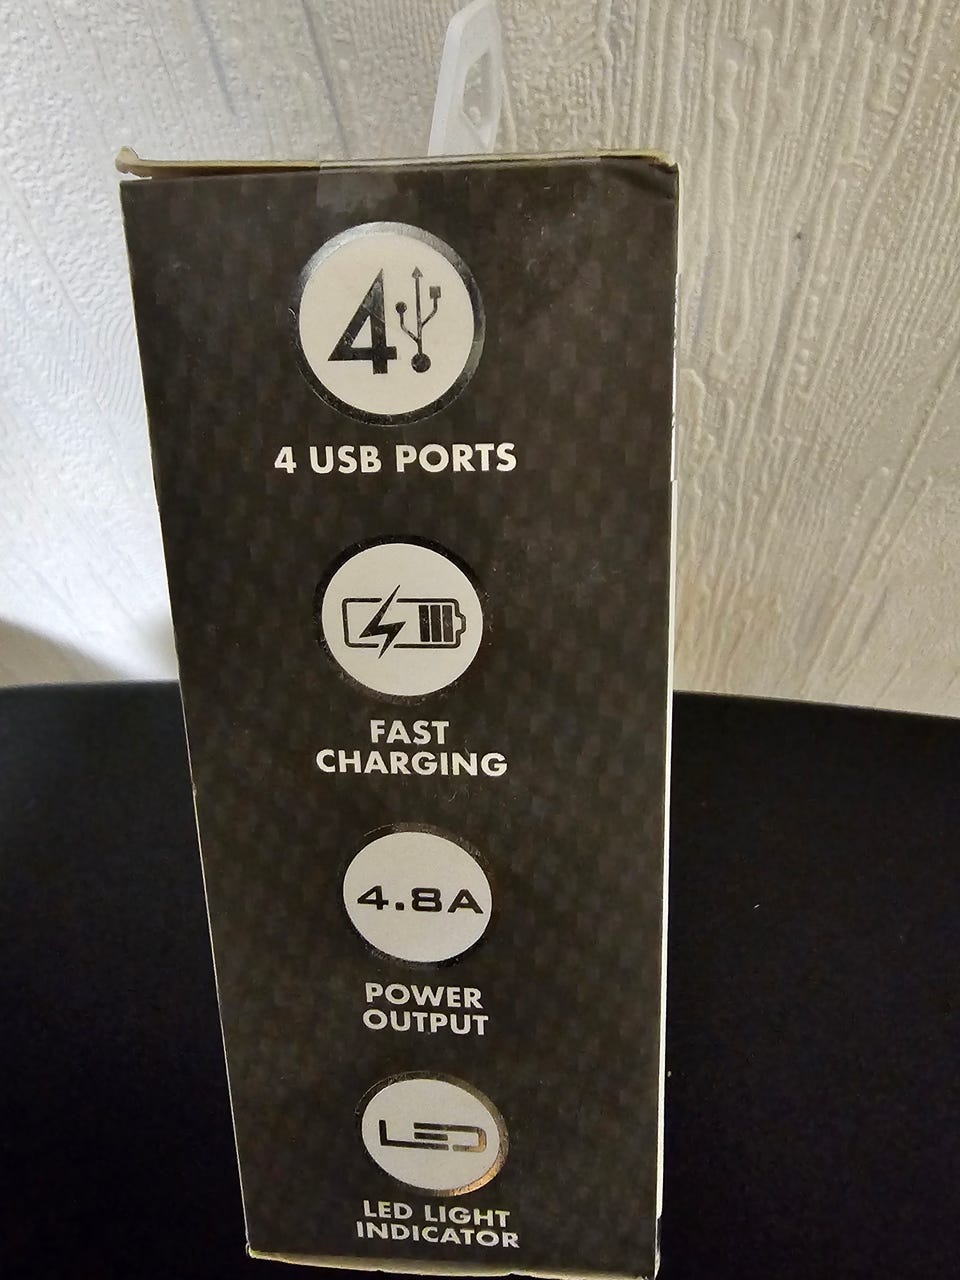 4
4 USB PORTS
FAST
CHARGING
4.8A
POWER
OUTPUT
LED
LED LIGHT
INDICATOR